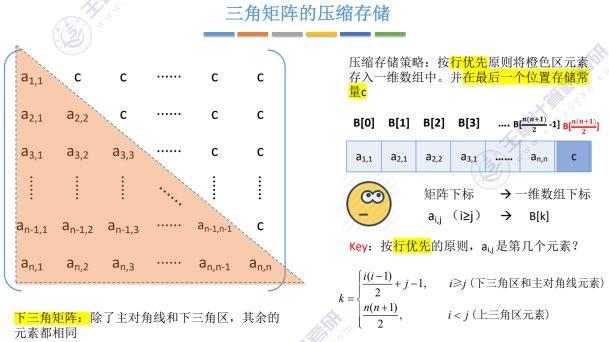 三角矩阵的压缩存储
a1,1 c c ...... c c
a2,1 a2,2 c ...... c c
a3,1 a3,2 a3,3 ...... c c
an-1,1 an-1,2 an-1,3 ...... an-1,n-1 c
an,1 an,2 an,3 ...... an,n-1 an,n
下三角矩阵：除了主对角线和下三角区，其余的
元素都相同
压缩存储策略：按行优先原则将橙色区元素
存入一维数组中。并在最后一个位置存储常
量c
B[0] B[1] B[2] B[3] .... B[n(n+1)/2 -1] B[n(n+1)/2]
a1,1 a2,1 a2,2 a3,1 ...... an,n c
矩阵下标 → 一维数组下标
ai,j （i≥j） → B[k]
Key：按行优先的原则，ai,j 是第几个元素？
k = { i(i−1)/2 + j−1, i≥j (下三角区和主对角线元素)
n(n+1)/2, i < j (上三角区元素)